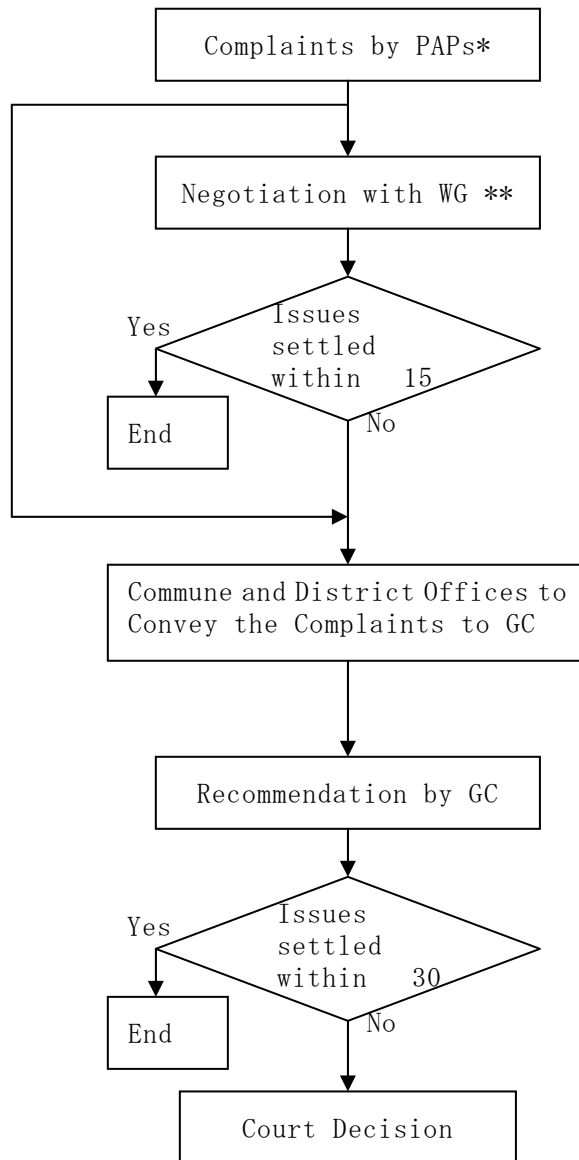 Complaints by PAPs*
Negotiation with WG **
Issues
settled
within 15
Yes
No
End
Commune and District Offices to
Convey the Complaints to GC
Recommendation by GC
Issues
settled
within 30
Yes
No
End
Court Decision